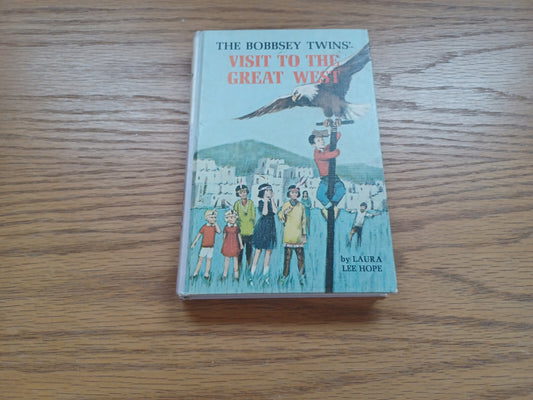 THE BOBBSEY TWINS'
VISIT TO THE
GREAT WEST
by LAURA
LEE HOPE